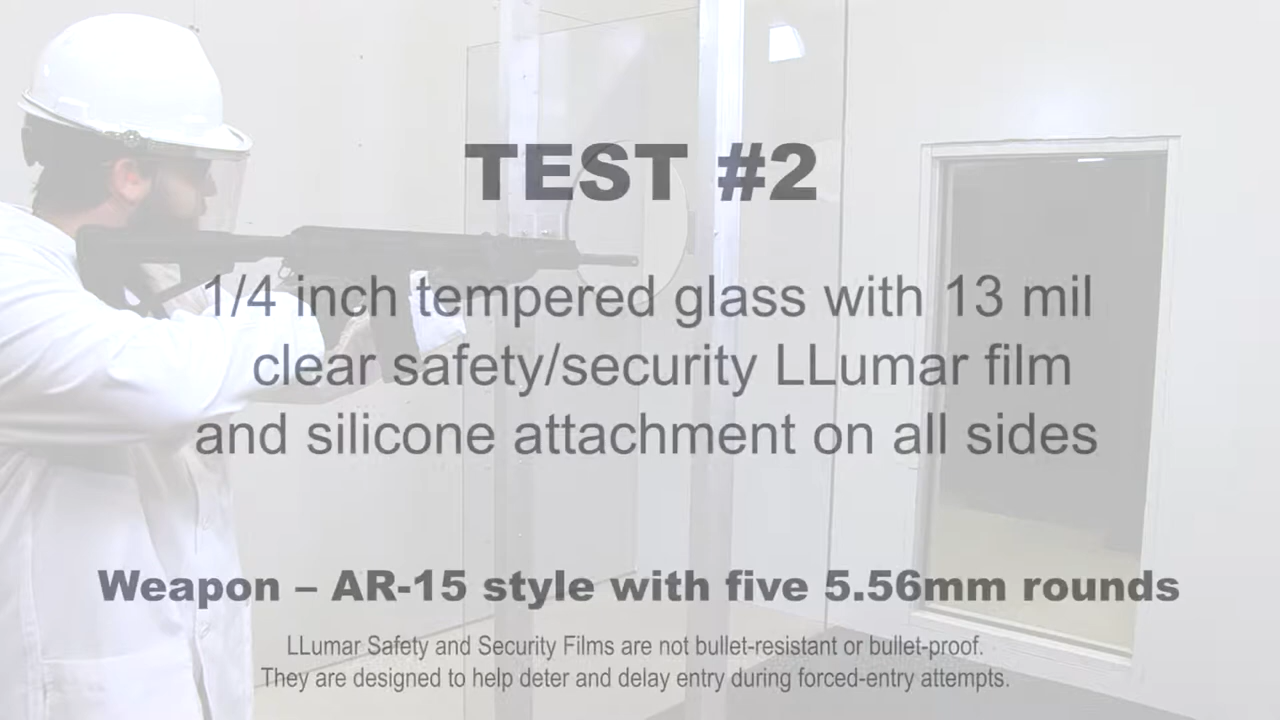 TEST #2
1/4 inch tempered glass with 13 mil
clear safety/security LLumar film
and silicone attachment on all sides
Weapon – AR-15 style with five 5.56mm rounds
LLumar Safety and Security Films are not bullet-resistant or bullet-proof.
They are designed to help deter and delay entry during forced-entry attempts.